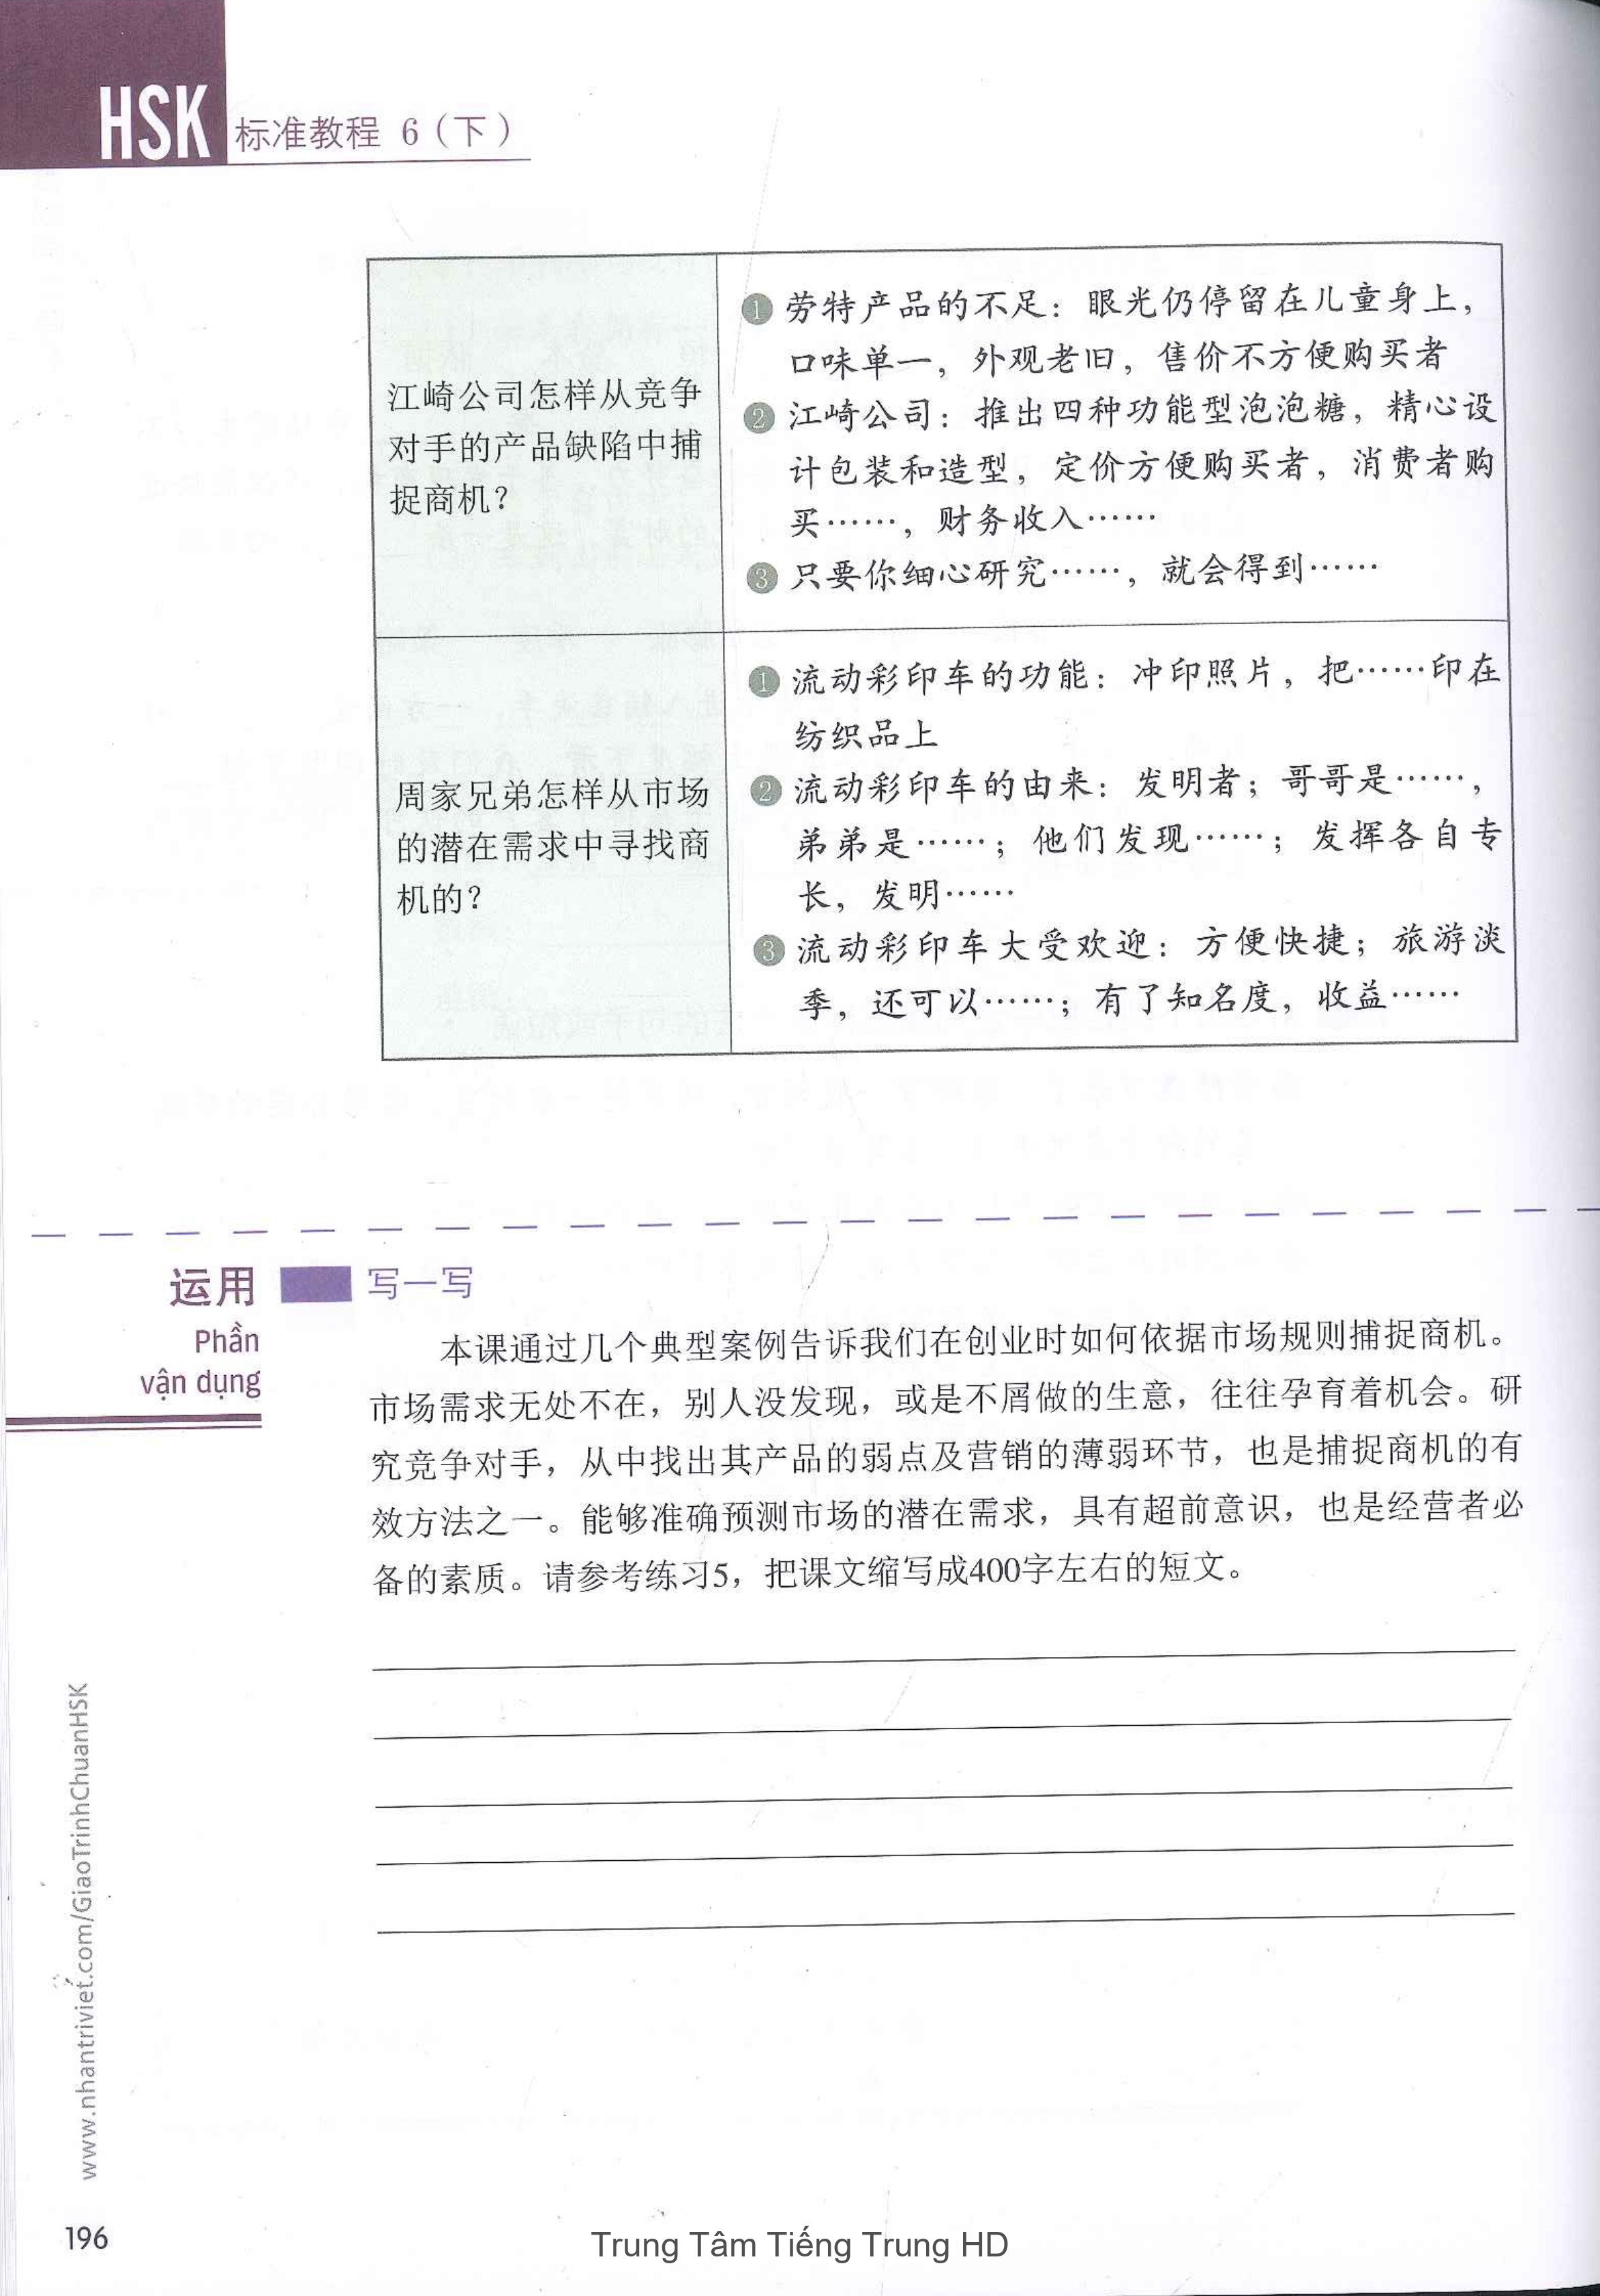 HSK 标准教程 6（下）
江崎公司怎样从竞争
对手的产品缺陷中捕
捉商机？
❶ 劳特产品的不足：眼光仍停留在儿童身上，
口味单一，外观老旧，售价不方便购买者
❷ 江崎公司：推出四种功能型泡泡糖，精心设
计包装和造型，定价方便购买者，消费者购
买……，财务收入……
❸ 只要你细心研究……，就会得到……
周家兄弟怎样从市场
的潜在需求中寻找商
机的？
❶ 流动彩印车的功能：冲印照片，把……印在
纺织品上
❷ 流动彩印车的由来：发明者；哥哥是……，
弟弟是……；他们发现……；发挥各自专
长，发明……
❸ 流动彩印车大受欢迎：方便快捷；旅游淡
季，还可以……；有了知名度，收益……
运用
Phần
vận dụng
写一写
本课通过几个典型案例告诉我们在创业时如何依据市场规则捕捉商机。
市场需求无处不在，别人没发现，或是不屑做的生意，往往孕育着机会。研
究竞争对手，从中找出其产品的弱点及营销的薄弱环节，也是捕捉商机的有
效方法之一。能够准确预测市场的潜在需求，具有超前意识，也是经营者必
备的素质。请参考练习5，把课文缩写成400字左右的短文。
www.nhantriviet.com/GiaoTrinhChuanHSK
196
Trung Tâm Tiếng Trung HD